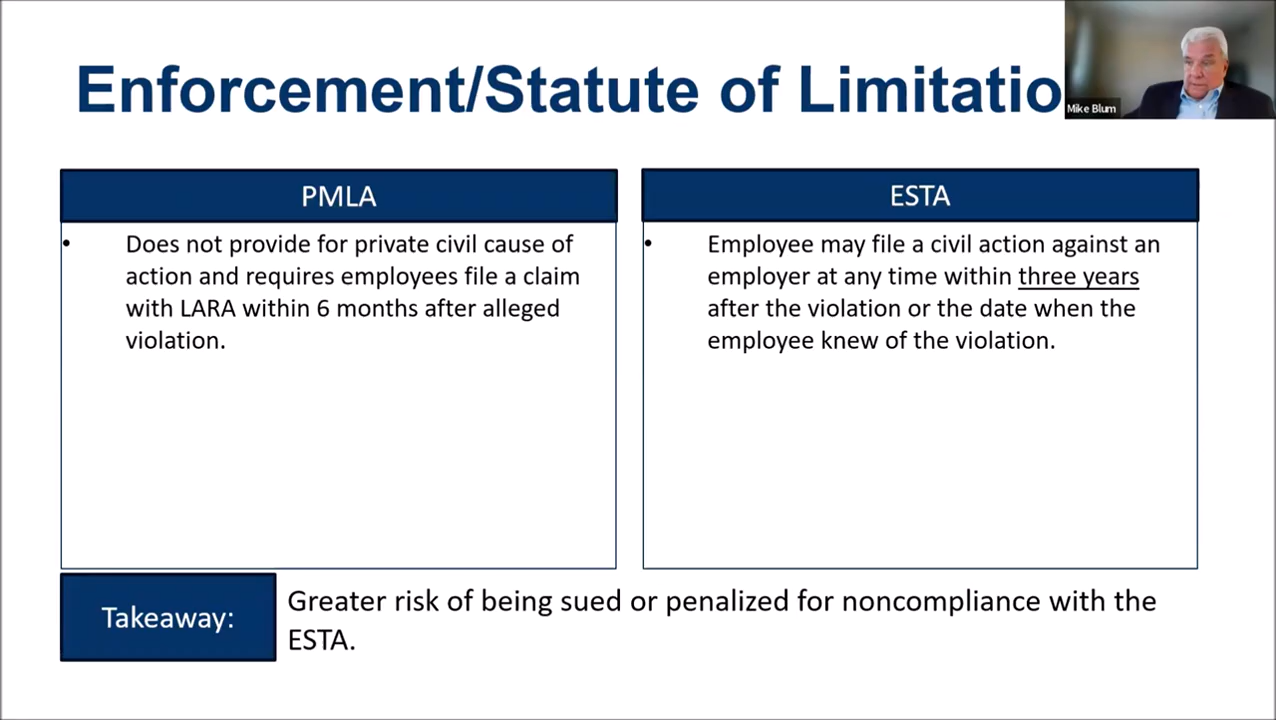 Enforcement/Statute of Limitatio
Mike Blum
PMLA
• Does not provide for private civil cause of
action and requires employees file a claim
with LARA within 6 months after alleged
violation.
ESTA
• Employee may file a civil action against an
employer at any time within three years
after the violation or the date when the
employee knew of the violation.
Takeaway:
Greater risk of being sued or penalized for noncompliance with the
ESTA.